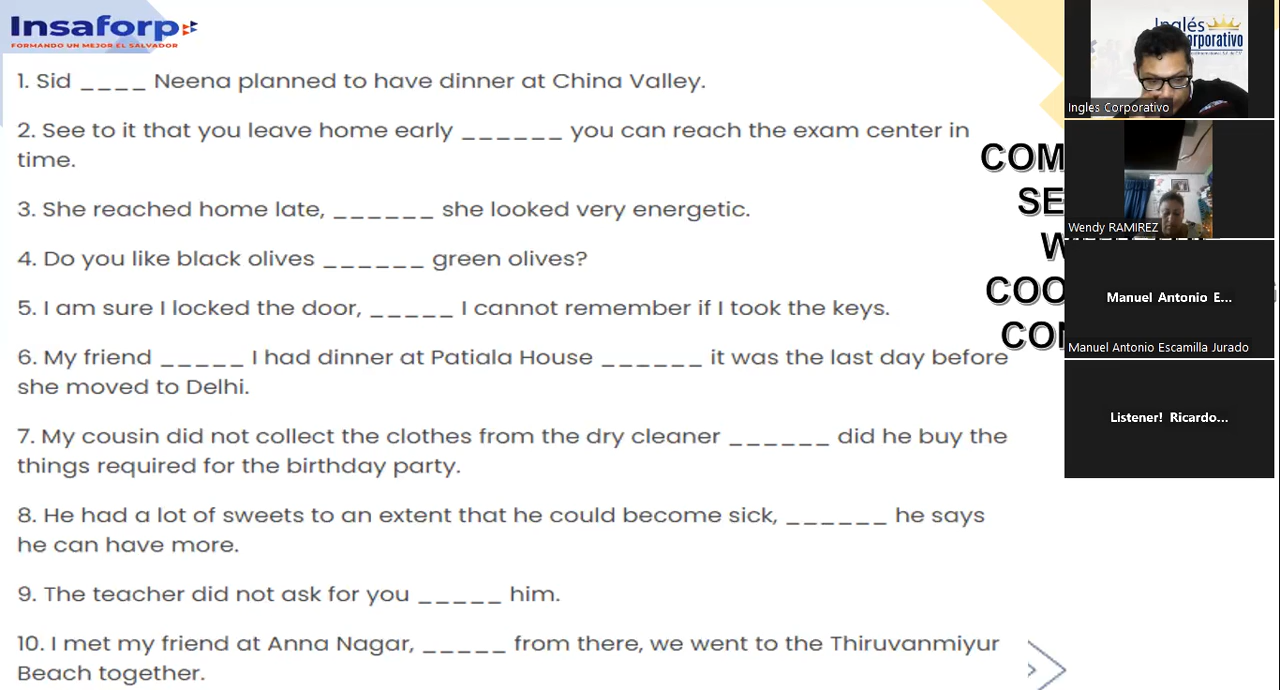 Insaforp
FORMANDO UN MEJOR EL SALVADOR
1. Sid ____ Neena planned to have dinner at China Valley.
2. See to it that you leave home early ______ you can reach the exam center in
time.
3. She reached home late, ______ she looked very energetic.
4. Do you like black olives ______ green olives?
5. I am sure I locked the door, _____ I cannot remember if I took the keys.
6. My friend _____ I had dinner at Patiala House ______ it was the last day before
she moved to Delhi.
7. My cousin did not collect the clothes from the dry cleaner ______ did he buy the
things required for the birthday party.
8. He had a lot of sweets to an extent that he could become sick, ______ he says
he can have more.
9. The teacher did not ask for you _____ him.
10. I met my friend at Anna Nagar, _____ from there, we went to the Thiruvanmiyur
Beach together.
COM
SE
W
COO
CON
Inglés
orporativo
Ingles Corporativo
Wendy RAMIREZ
Manuel Antonio E...
Manuel Antonio Escamilla Jurado
Listener! Ricardo...